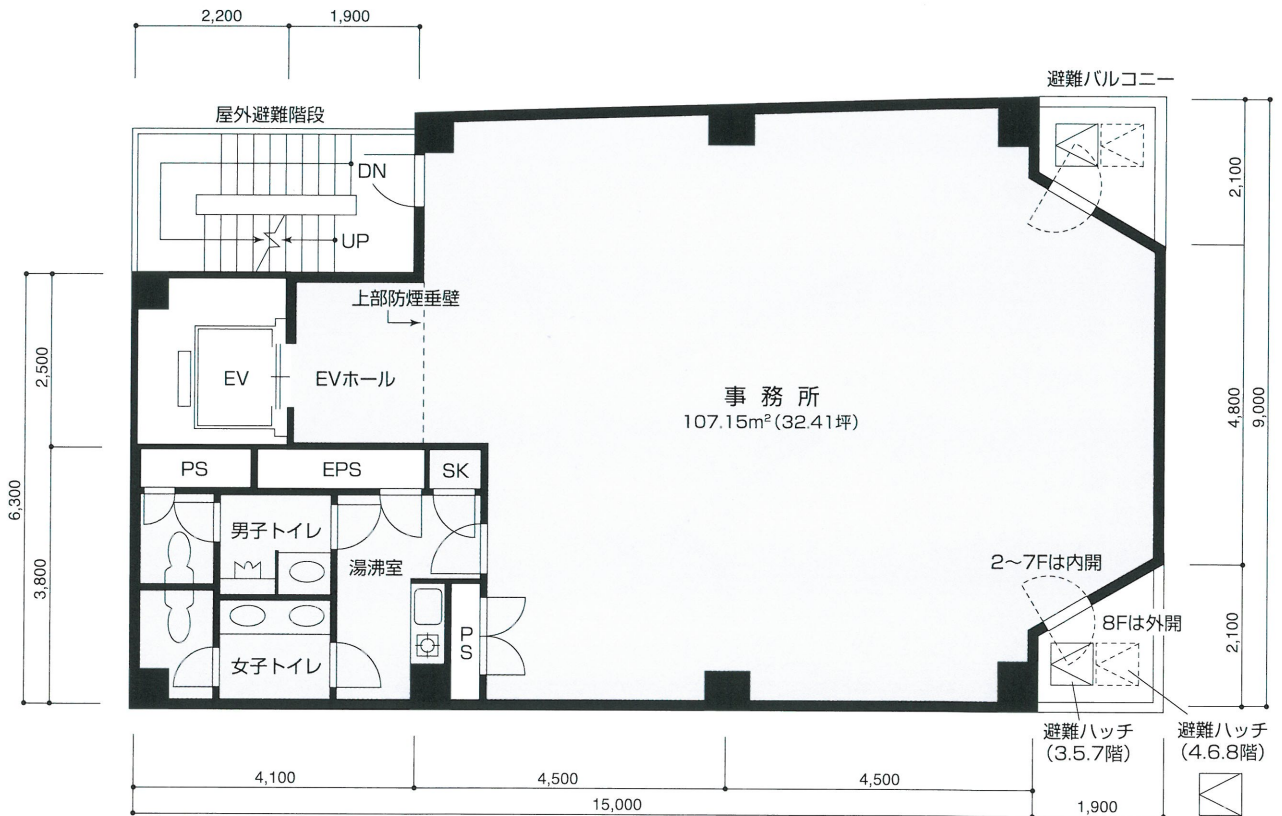 2,200
1,900
避難バルコニー
屋外避難階段
DN
UP
2,100
上部防煙垂壁
2,500
EV
EVホール
事務所
107.15m²(32.41坪)
4,800
9,000
PS
EPS
SK
6,300
男子トイレ
湯沸室
3,800
2〜7Fは内開
8Fは外開
PS
女子トイレ
2,100
避難ハッチ
(3.5.7階)
避難ハッチ
(4.6.8階)
4,100
4,500
4,500
15,000
1,900